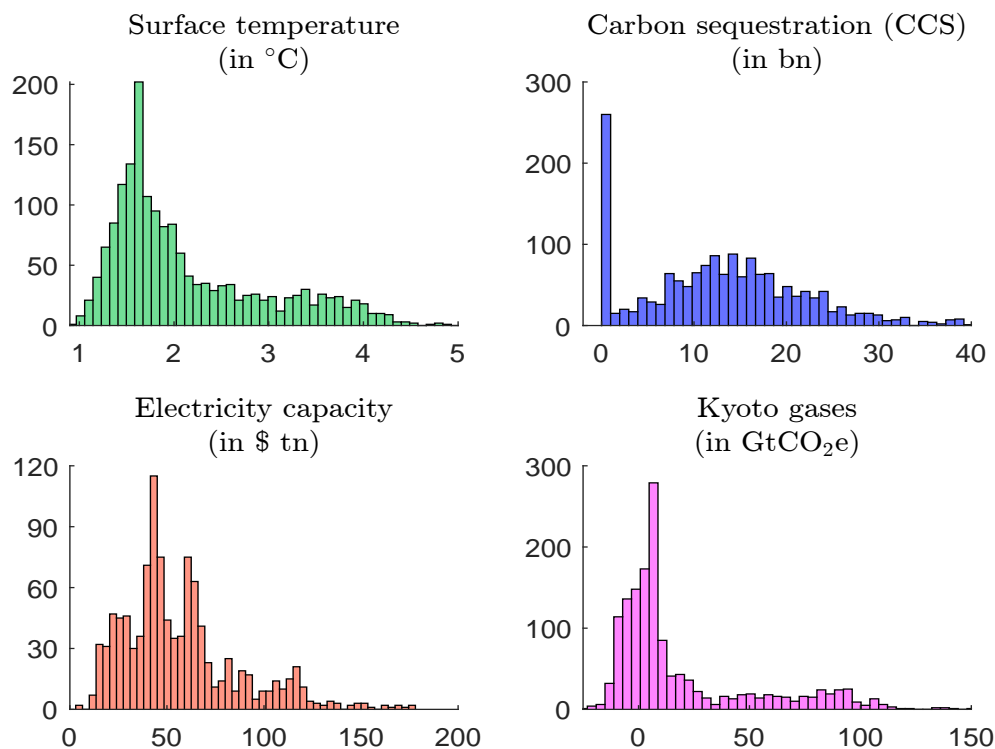 Surface temperature
(in °C)
200
150
100
50
0
1 2 3 4 5
Carbon sequestration (CCS)
(in bn)
300
200
100
0
0 10 20 30 40
Electricity capacity
(in $ tn)
120
90
60
30
0
0 50 100 150 200
Kyoto gases
(in GtCO₂e)
300
200
100
0
0 50 100 150